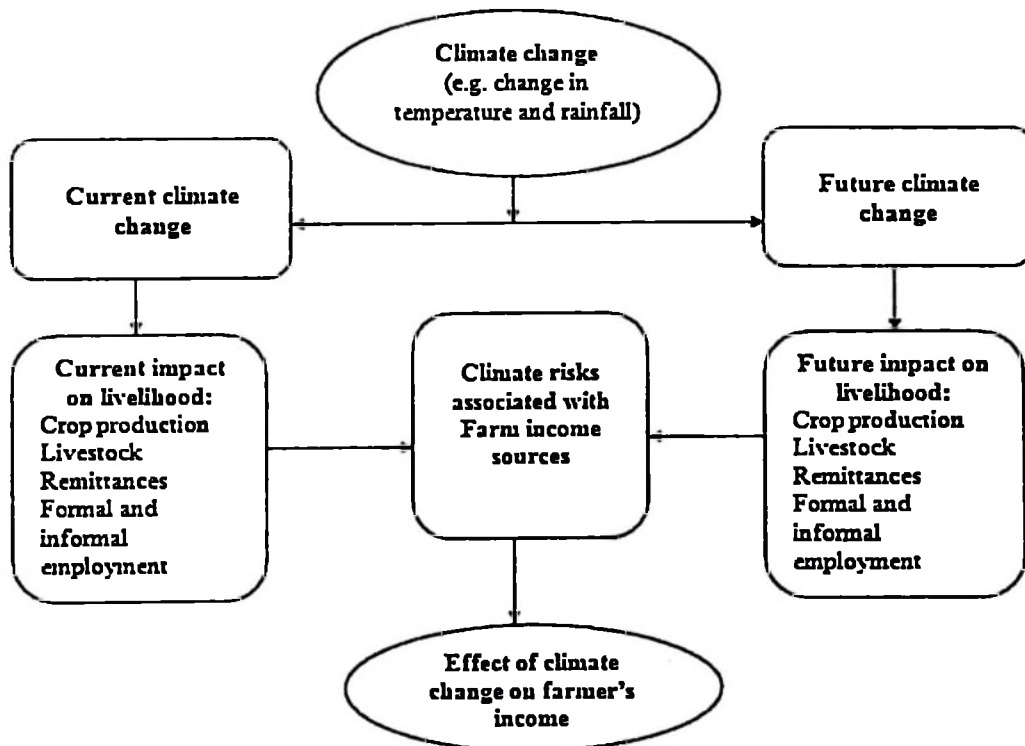 Climate change
(e.g. change in
temperature and rainfall)
Current climate
change
Future climate
change
Current impact
on livelihood:
Crop production
Livestock
Remittances
Formal and
informal
employment
Climate risks
associated with
Farm income
sources
Future impact on
livelihood:
Crop production
Livestock
Remittances
Formal and
informal
employment
Effect of climate
change on farmer's
income